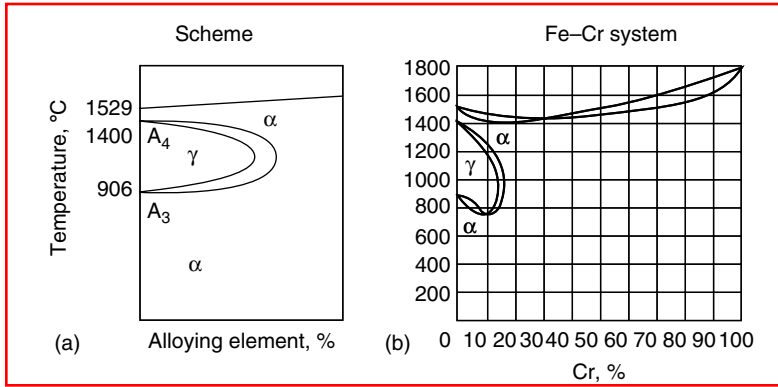 Scheme
Temperature, °C
1529
1400
906
A4
A3
α
γ
α
(a)
Alloying element, %
Fe–Cr system
1800
1600
1400
1200
1000
800
600
400
200
α
γ
α
(b)
0 10 20 30 40 50 60 70 80 90 100
Cr, %